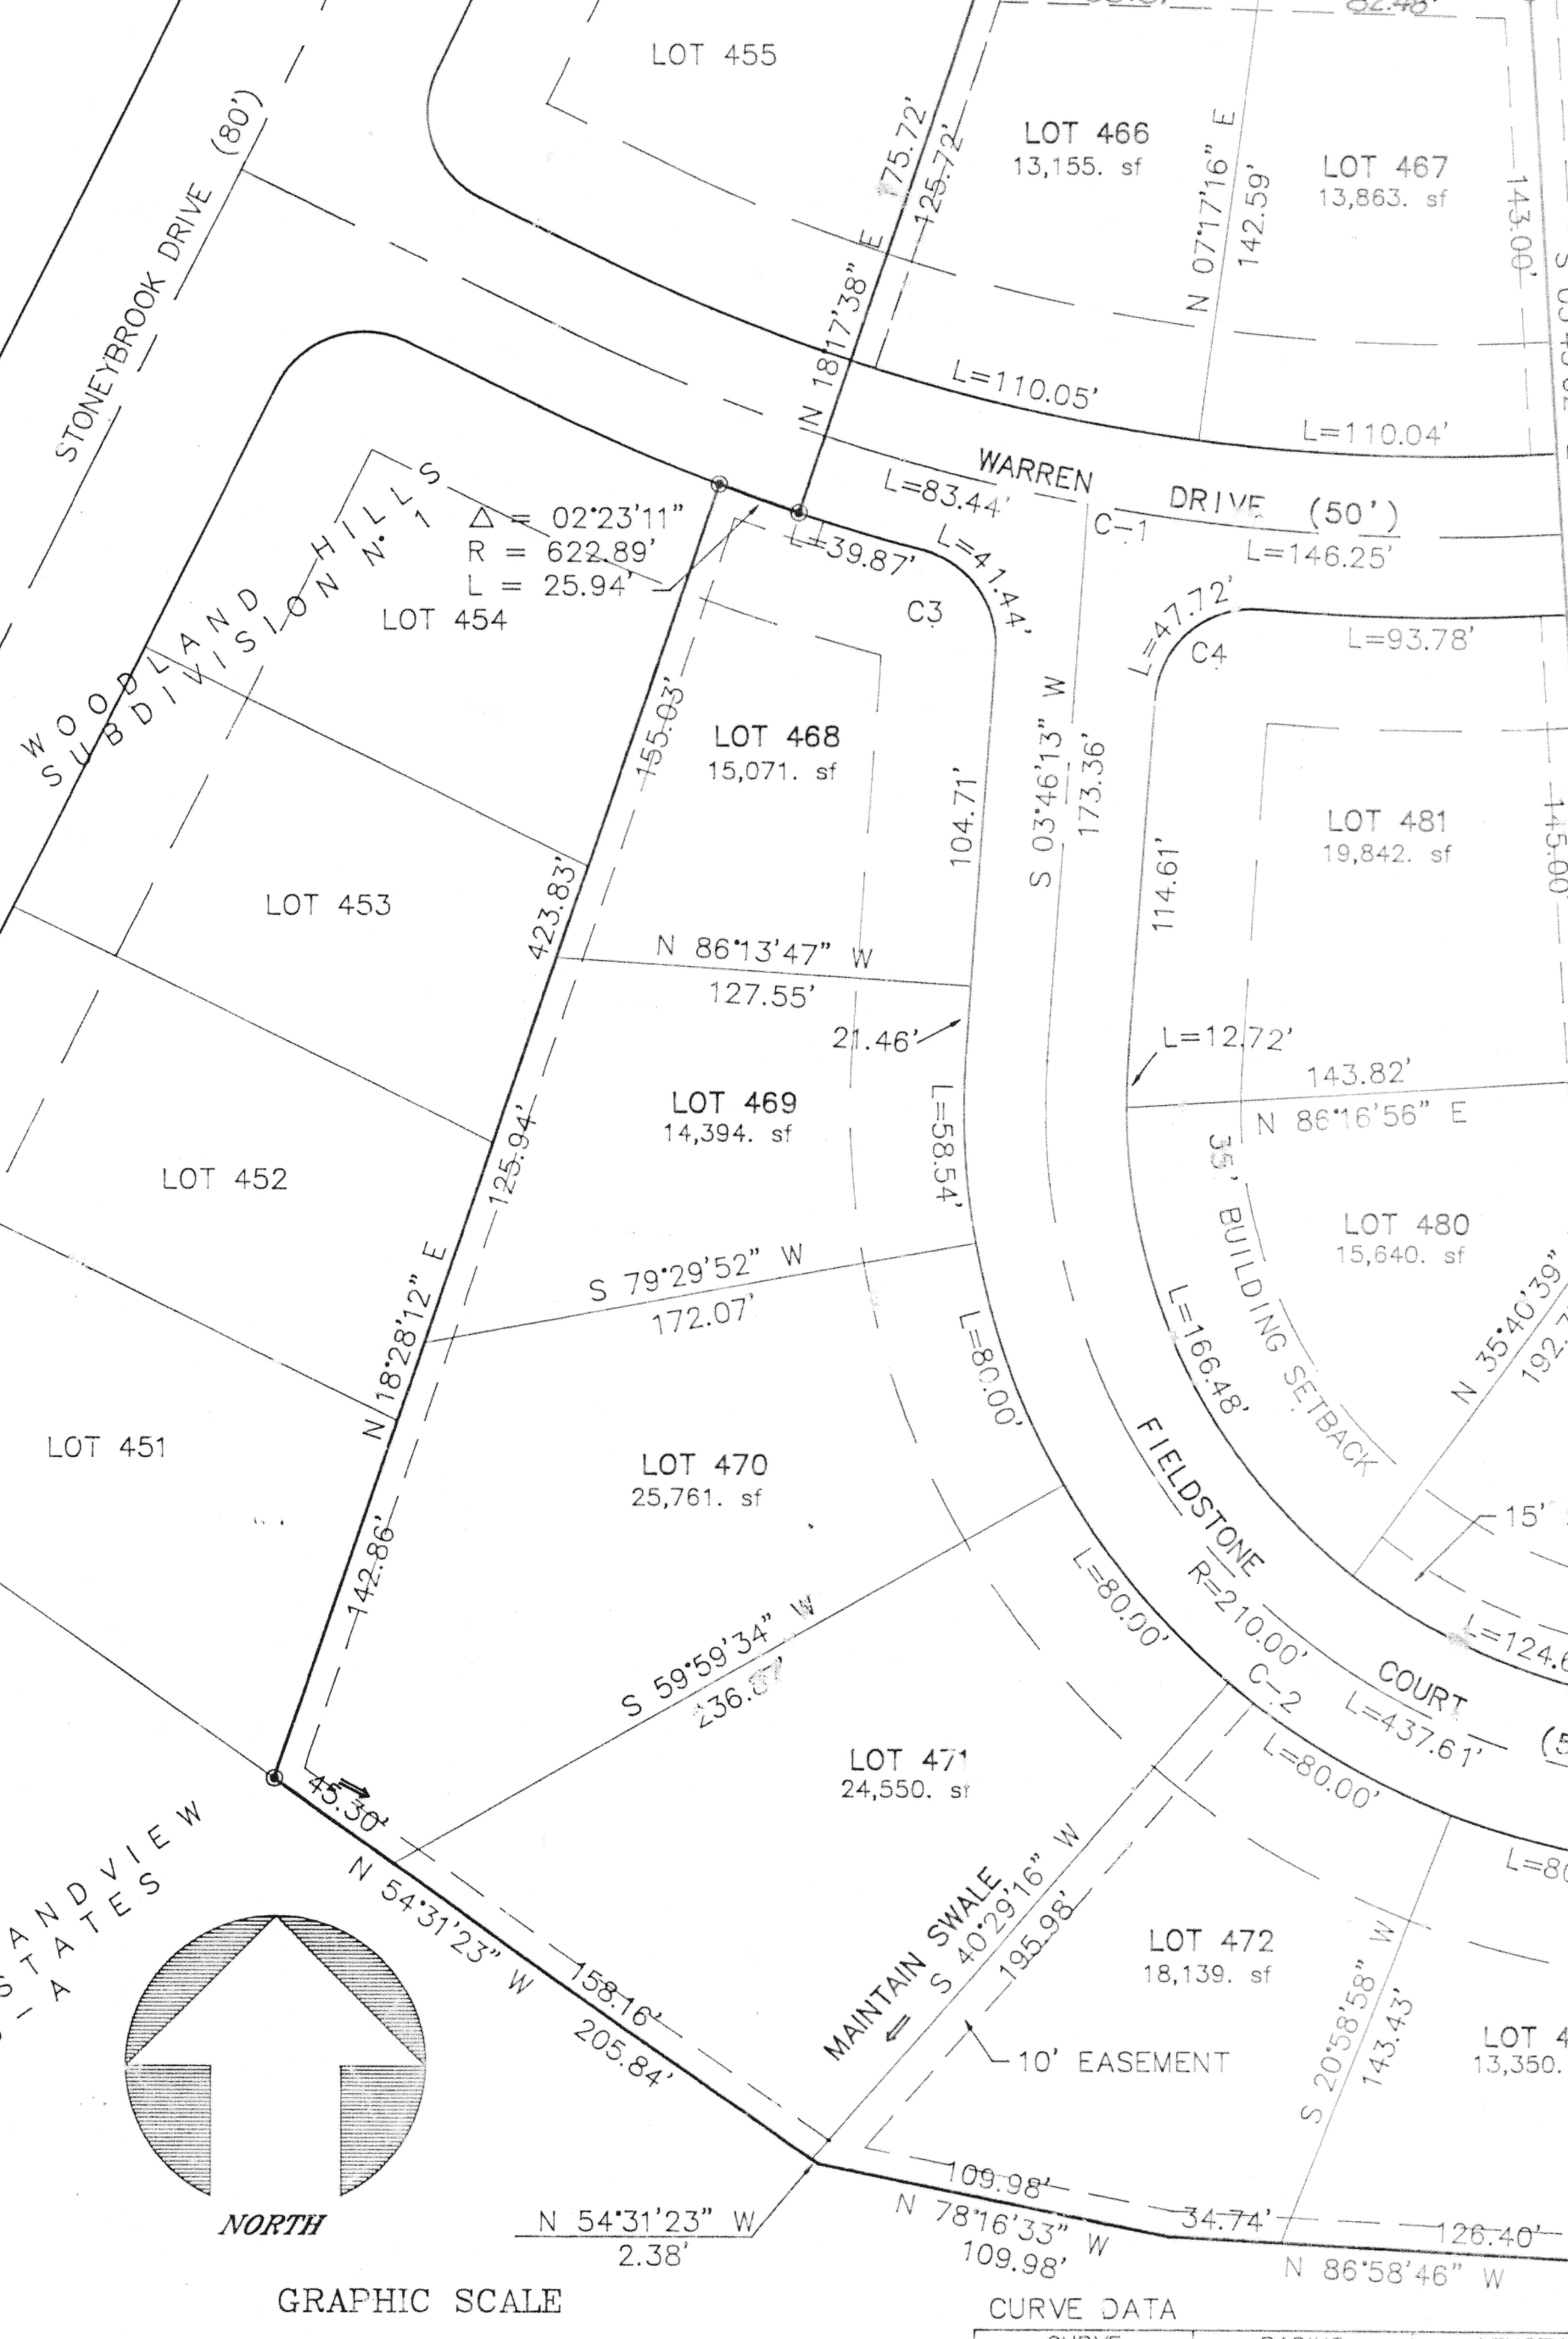 82.48'
LOT 455
175.72'
125.72'
LOT 466
13,155. sf
N 07°17'16" E
142.59'
LOT 467
13,863. sf
143.00'
STONEYBROOK DRIVE (80')
N 18°17'38" E
L=110.05'
L=110.04'
WARREN DRIVE (50')
L=83.44'
C-1
L=146.25'
WOODLAND HILLS
SUBDIVISION N° 1
Δ = 02°23'11"
R = 622.89'
L = 25.94'
L=39.87'
L=41.44'
C3
L=47.72'
C4
L=93.78'
LOT 454
155.03'
LOT 468
15,071. sf
104.71'
S 03°46'13" W
173.36'
114.61'
LOT 481
19,842. sf
145.00'
LOT 453
423.83'
N 86°13'47" W
127.55'
21.46'
L=12.72'
143.82'
N 86°16'56" E
LOT 469
14,394. sf
L=58.54'
125.94'
LOT 452
S 79°29'52" W
172.07'
35' BUILDING SETBACK
LOT 480
15,640. sf
N 35°40'39"
192.
L=166.48'
L=80.00'
N 18°28'12" E
LOT 451
LOT 470
25,761. sf
142.86'
FIELDSTONE COURT
R=210.00'
15'
L=124.6
L=80.00'
S 59°59'34" W
C-2
L=437.61'
L=80.00'
LOT 471
24,550. sf
45.30'
N 54°31'23" W
158.16'
205.84'
MAINTAIN SWALE
S 40°29'16" W
195.98'
LOT 472
18,139. sf
10' EASEMENT
S 20°58'58" W
143.43'
LOT 4
13,350.
L=80
ANDVIEW
STATES
- A
NORTH
N 54°31'23" W
2.38'
109.98'
N 78°16'33" W
109.98'
34.74'
126.40'
N 86°58'46" W
GRAPHIC SCALE
CURVE DATA